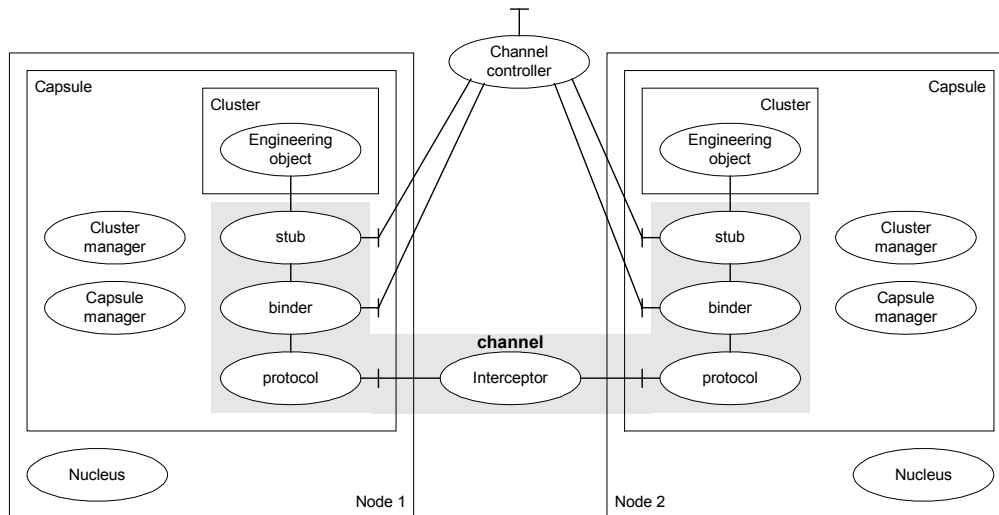 Channel
controller
Capsule
Capsule
Cluster
Cluster
Engineering
object
Engineering
object
Cluster
manager
stub
stub
Cluster
manager
Capsule
manager
binder
binder
Capsule
manager
channel
protocol
Interceptor
protocol
Nucleus
Nucleus
Node 1
Node 2